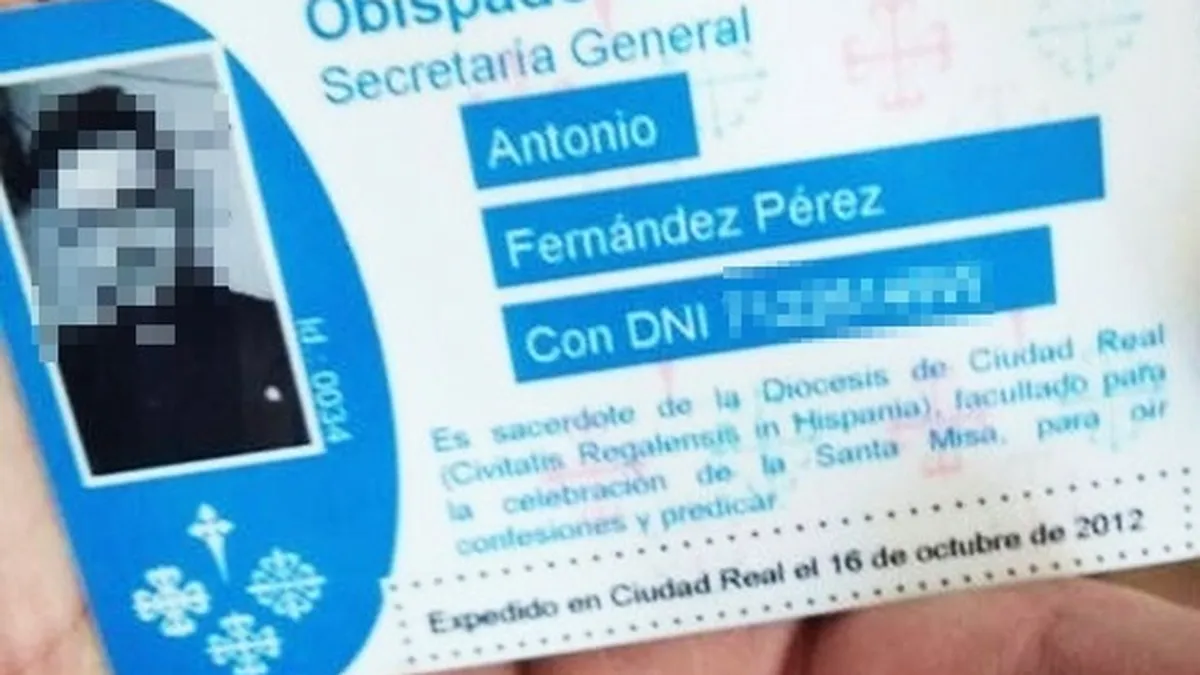 Obispado
Secretaria General
Antonio
Fernández Pérez
Con DNI
Id.: 0034
Es sacerdote de la Diocesis de Ciudad Real
(Civitatis Regalensis in Hispania), facultado para
la celebración de la Santa Misa, para oir
confesiones y predicar.
Expedido en Ciudad Real el 16 de octubre de 2012